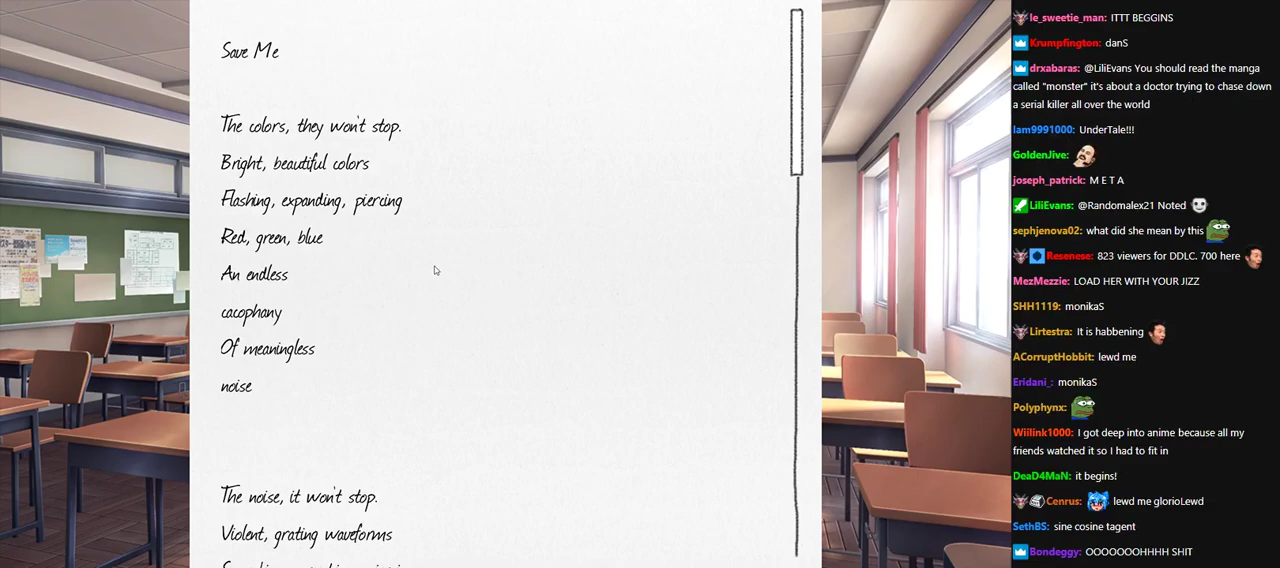 Save Me
The colors, they won't stop.
Bright, beautiful colors
Flashing, expanding, piercing
Red, green, blue
An endless
cacophany
Of meaningless
noise
The noise, it won't stop.
Violent, grating waveforms
le_sweetie_man: ITTT BEGGINS
Krumpfington: danS
drxabaras: @LiliEvans You should read the manga
called "monster" it's about a doctor trying to chase down
a serial killer all over the world
Iam9991000: UnderTale!!!
GoldenJive:
joseph_patrick: M E T A
LiliEvans: @Randomalex21 Noted
sephjenova02: what did she mean by this
Resenese: 823 viewers for DDLC. 700 here
MezMezzie: LOAD HER WITH YOUR JIZZ
SHH1119: monikaS
Lirtestra: It is habbening
ACorruptHobbit: lewd me
Eridani_: monikaS
Polyphynx:
Wiilink1000: I got deep into anime because all my
friends watched it so I had to fit in
DeaD4MaN: it begins!
Cenrus: lewd me glorioLewd
SethBS: sine cosine tagent
Bondeggy: OOOOOOOHHHH SHIT